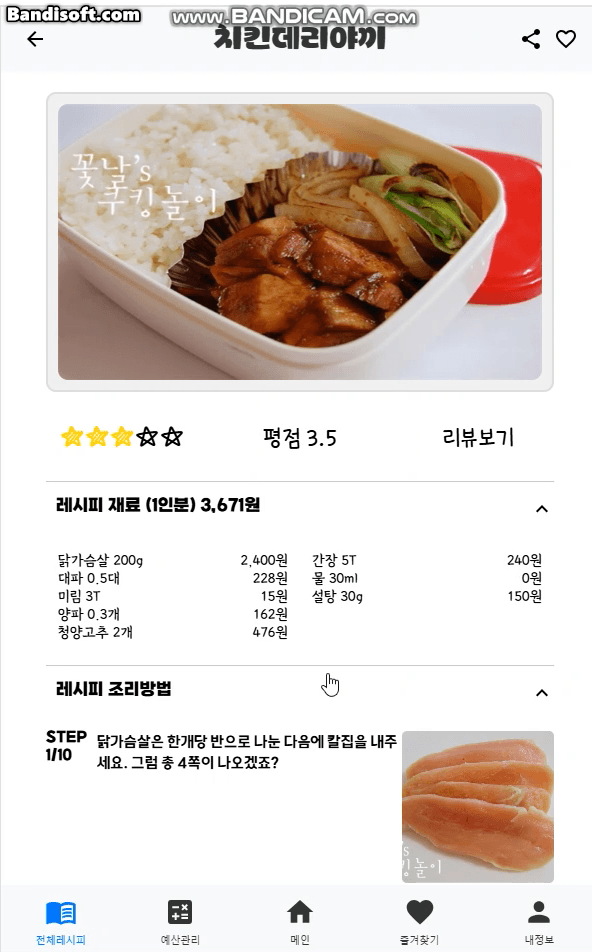 Bandisoft.com
www.BANDICAM.com
치킨데리야끼
꽃날's
쿠킹놀이
평점 3.5
리뷰보기
레시피 재료 (1인분) 3,671원
닭가슴살 200g 2,400원
대파 0.5대 228원
미림 3T 15원
양파 0.3개 162원
청양고추 2개 476원
간장 5T 240원
물 30ml 0원
설탕 30g 150원
레시피 조리방법
STEP
1/10
닭가슴살은 한개당 반으로 나눈 다음에 칼집을 내주
세요. 그럼 총 4쪽이 나오겠죠?
's
킹놀이
전체레시피
예산관리
메인
즐겨찾기
내정보